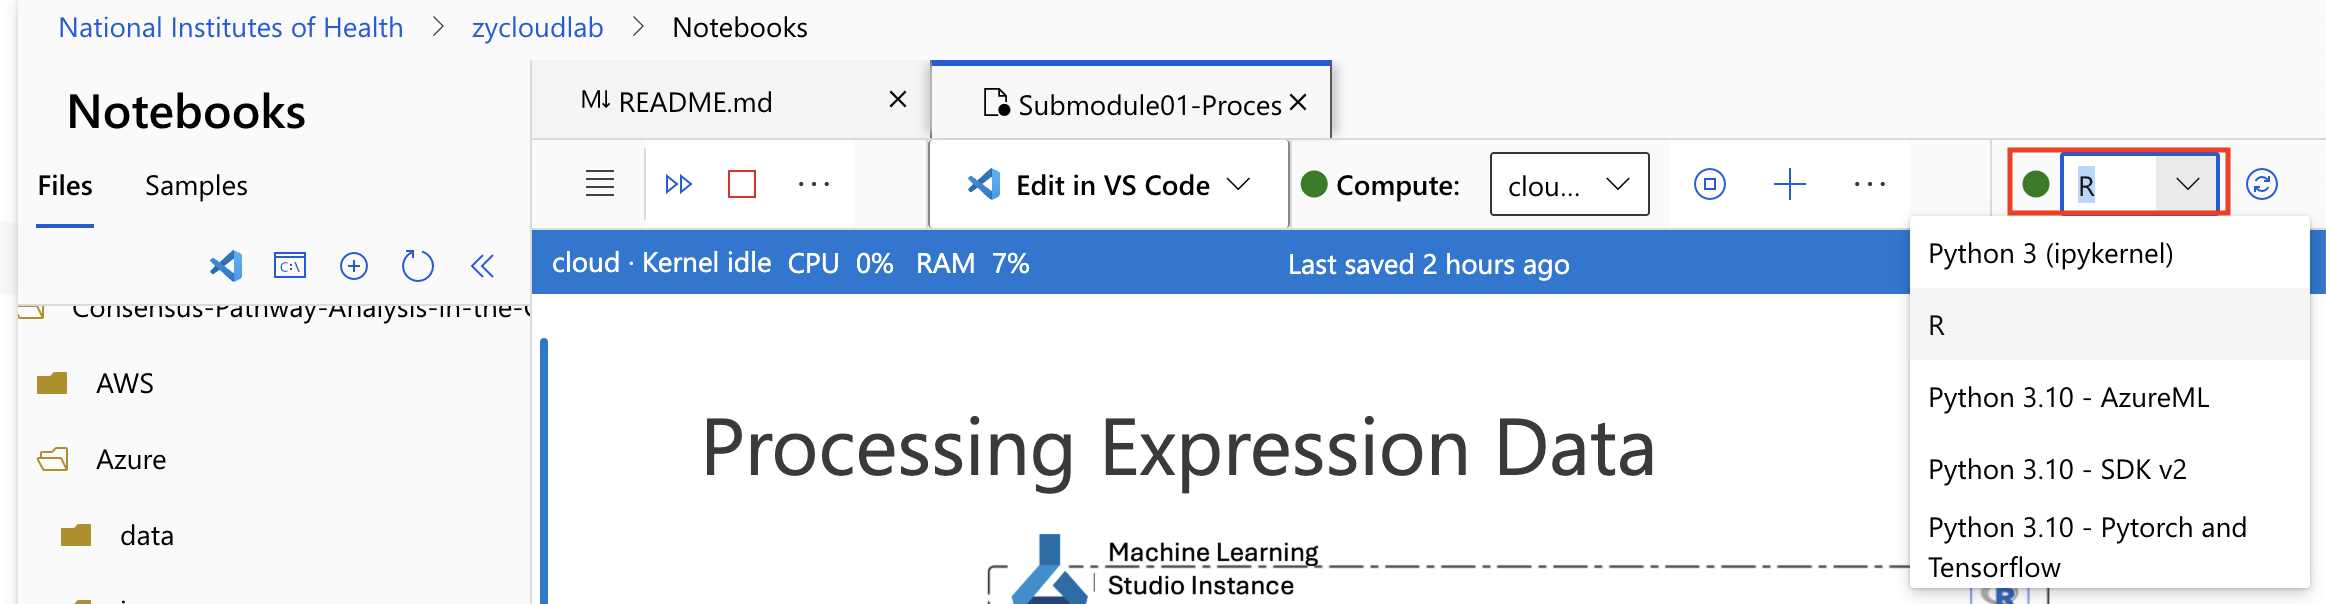 National Institutes of Health > zycloudlab > Notebooks
Notebooks
Files Samples
README.md
Submodule01-Proces
Edit in VS Code
Compute: clou...
R
cloud · Kernel idle CPU 0% RAM 7%
Last saved 2 hours ago
Consensus-Pathway-Analysis-in-the-
AWS
Azure
data
Processing Expression Data
Machine Learning
Studio Instance
Python 3 (ipykernel)
R
Python 3.10 - AzureML
Python 3.10 - SDK v2
Python 3.10 - Pytorch and
Tensorflow